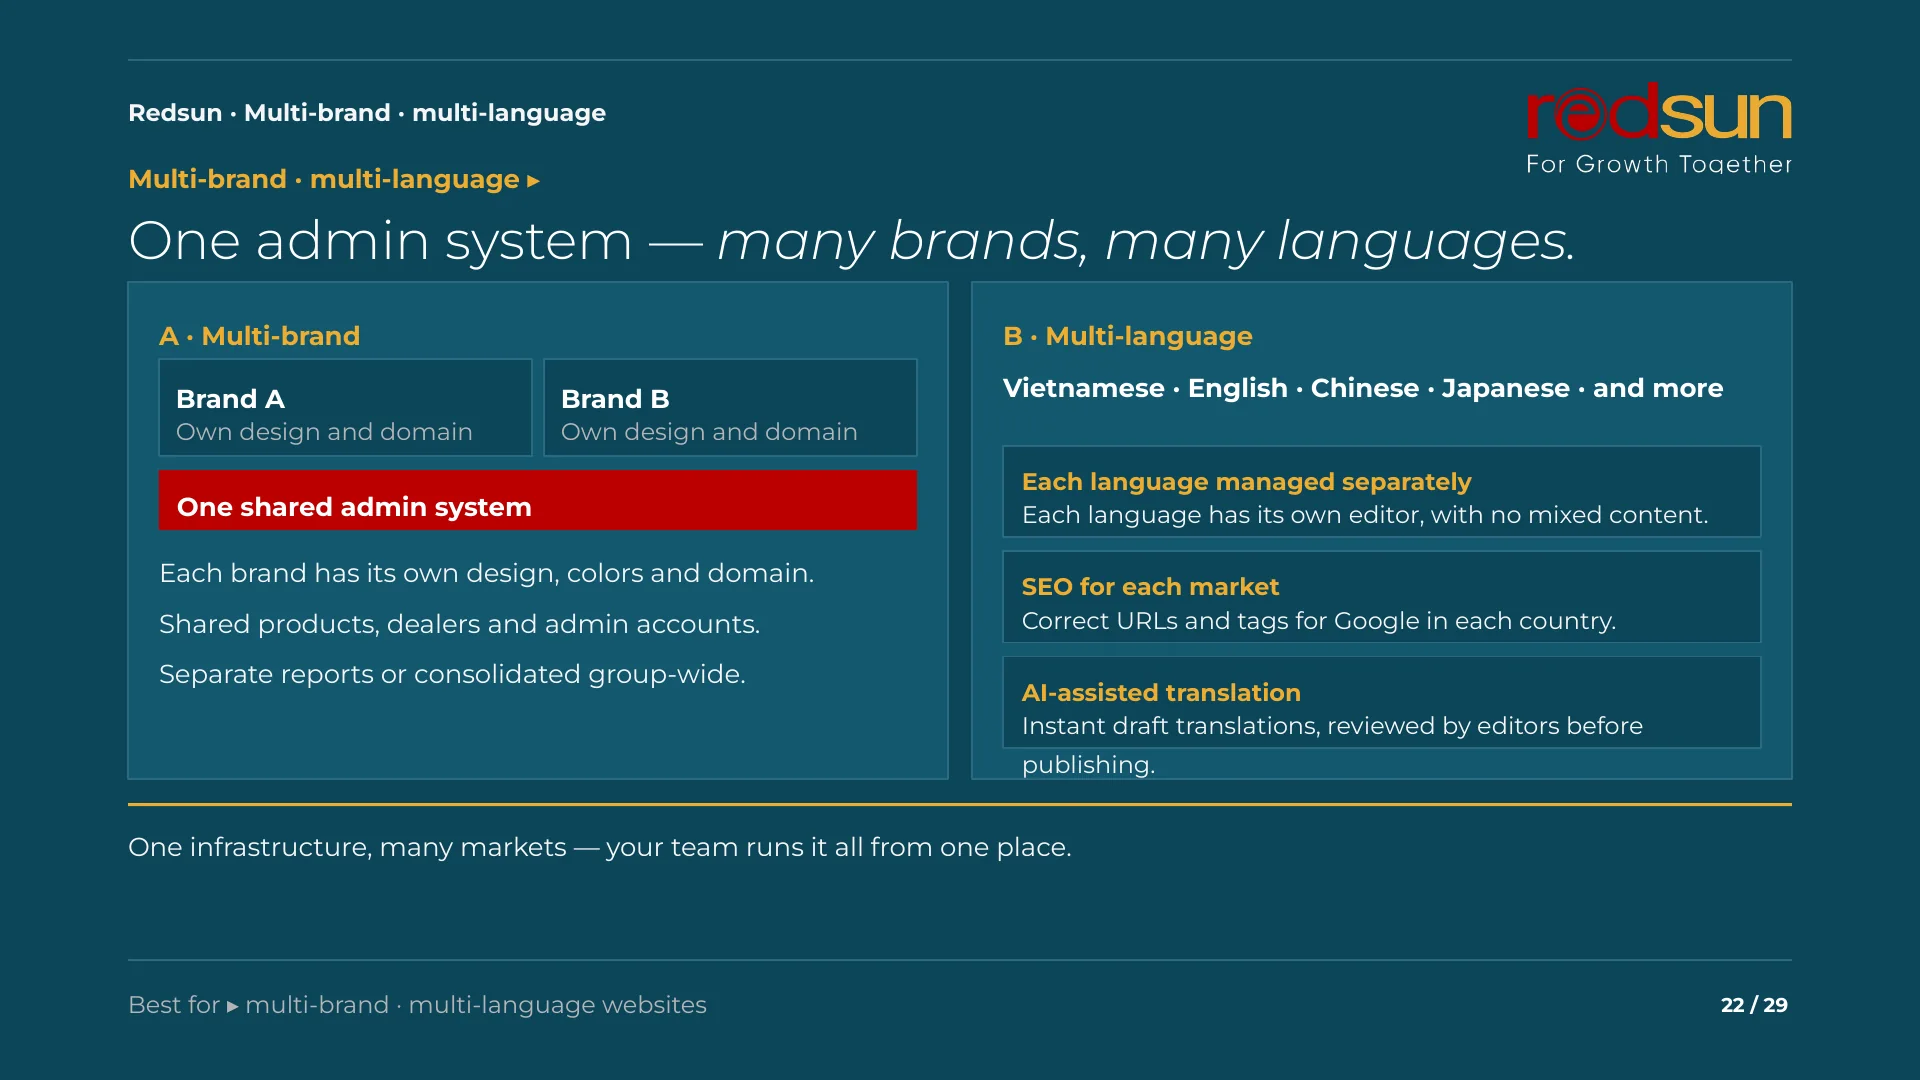 Redsun · Multi-brand · multi-language
redsun
For Growth Together
Multi-brand · multi-language ▸
One admin system — many brands, many languages.
A · Multi-brand
Brand A
Own design and domain
Brand B
Own design and domain
One shared admin system
Each brand has its own design, colors and domain.
Shared products, dealers and admin accounts.
Separate reports or consolidated group-wide.
B · Multi-language
Vietnamese · English · Chinese · Japanese · and more
Each language managed separately
Each language has its own editor, with no mixed content.
SEO for each market
Correct URLs and tags for Google in each country.
AI-assisted translation
Instant draft translations, reviewed by editors before
publishing.
One infrastructure, many markets — your team runs it all from one place.
Best for ▸ multi-brand · multi-language websites
22 / 29